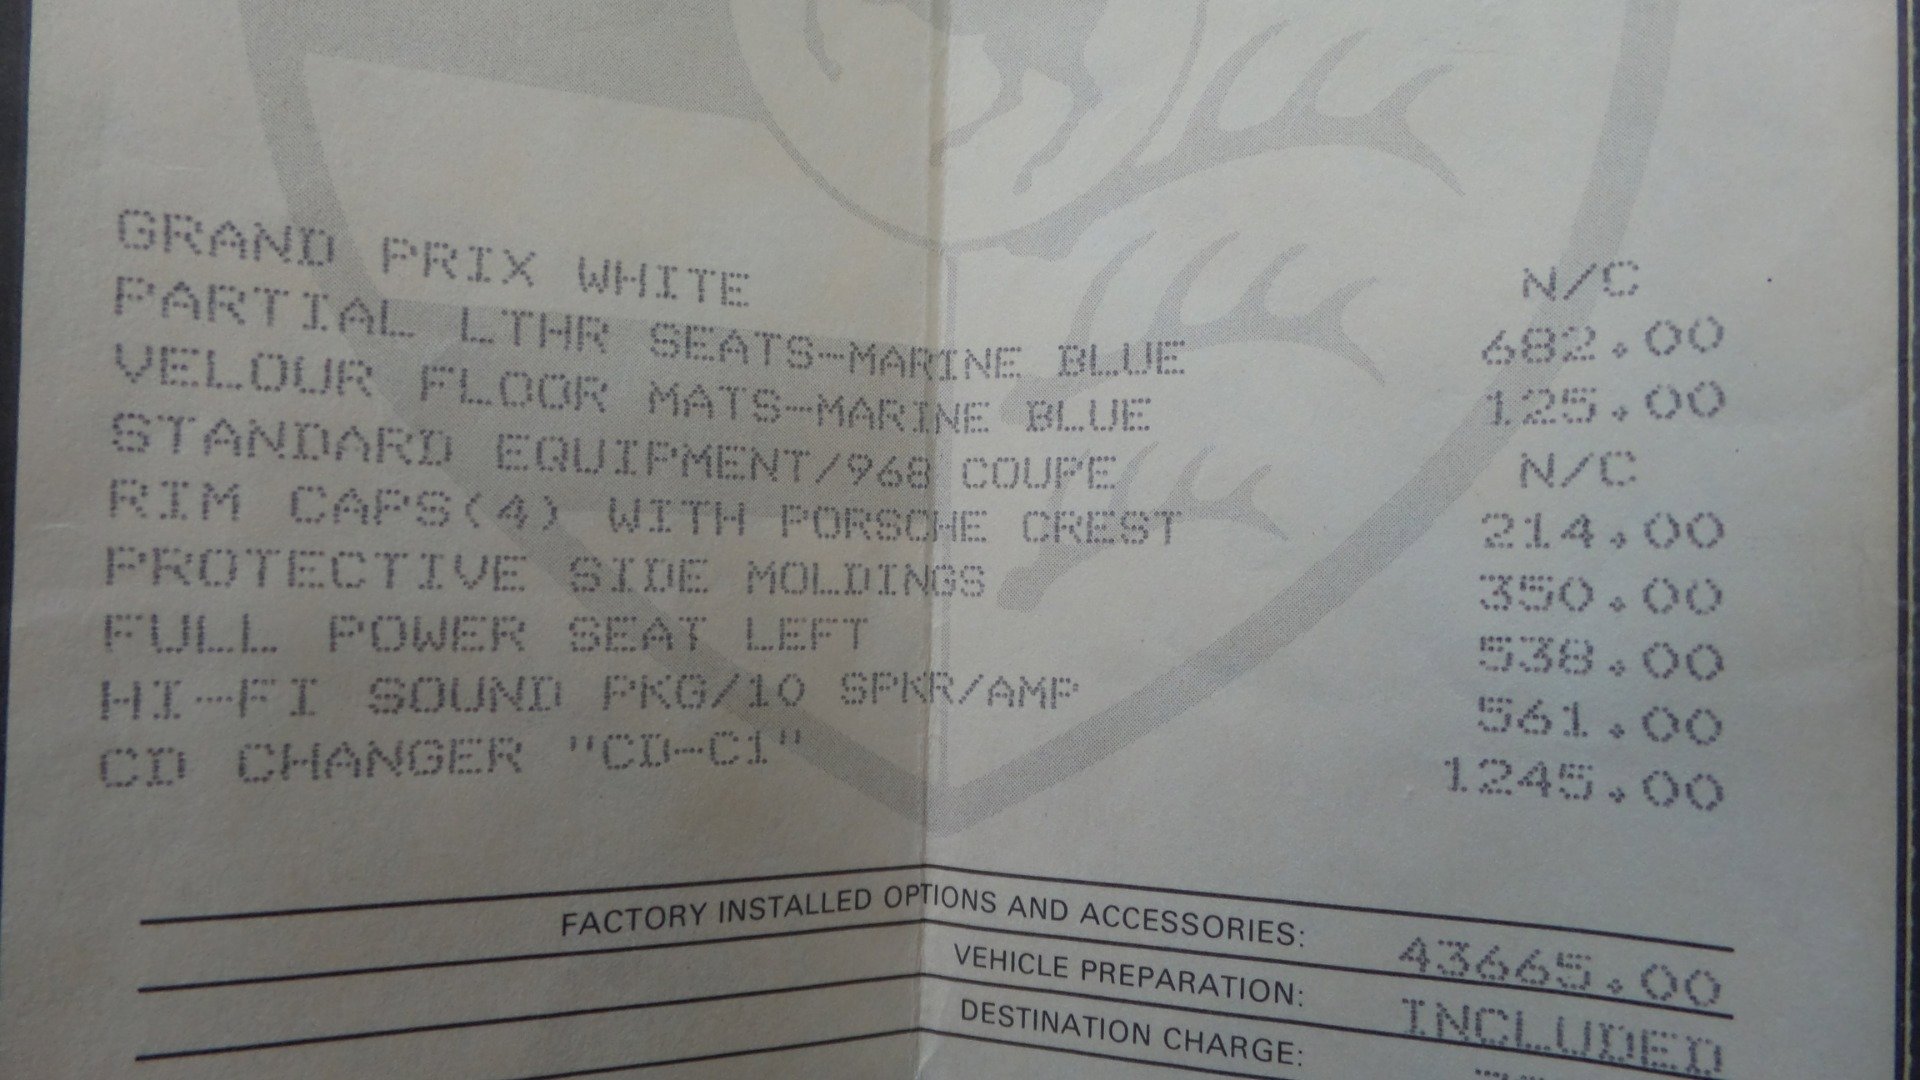 GRAND PRIX WHITE N/C
PARTIAL LTHR SEATS-MARINE BLUE 682.00
VELOUR FLOOR MATS-MARINE BLUE 125.00
STANDARD EQUIPMENT/968 COUPE N/C
RIM CAPS(4) WITH PORSCHE CREST 214.00
PROTECTIVE SIDE MOLDINGS 350.00
FULL POWER SEAT LEFT 538.00
HI-FI SOUND PKG/10 SPKR/AMP 561.00
CD CHANGER "CD-C1" 1245.00
FACTORY INSTALLED OPTIONS AND ACCESSORIES: 43665.00
VEHICLE PREPARATION: INCLUDED
DESTINATION CHARGE: